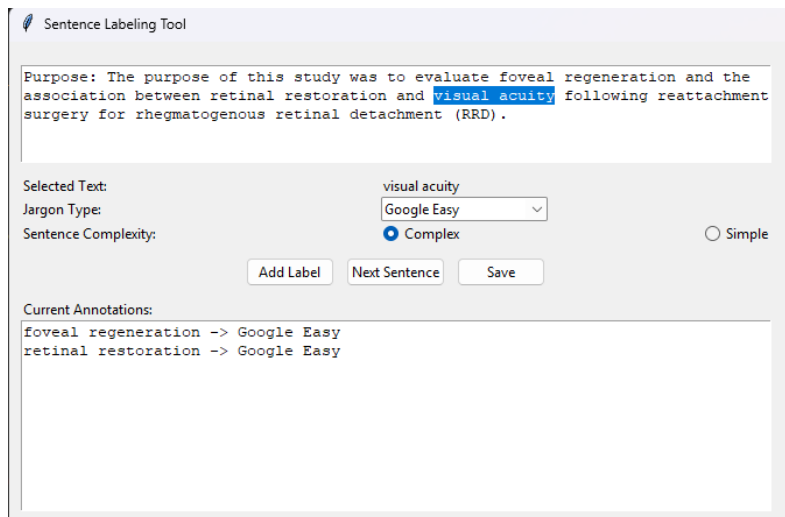 Sentence Labeling Tool
Purpose: The purpose of this study was to evaluate foveal regeneration and the
association between retinal restoration and visual acuity following reattachment
surgery for rhegmatogenous retinal detachment (RRD).
Selected Text: visual acuity
Jargon Type: Google Easy
Sentence Complexity: Complex Simple
Add Label Next Sentence Save
Current Annotations:
foveal regeneration -> Google Easy
retinal restoration -> Google Easy